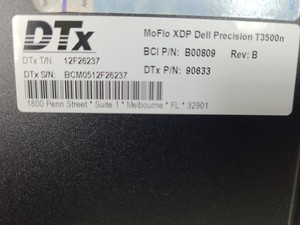 DTx
MoFlo XDP Dell Precision T3500n
BCI P/N: B00809 Rev: B
DTx T/N: 12F26237
DTx P/N: 90633
DTx S/N: BCM0512F26237
1800 Penn Street * Suite 1 * Melbourne * FL * 32901